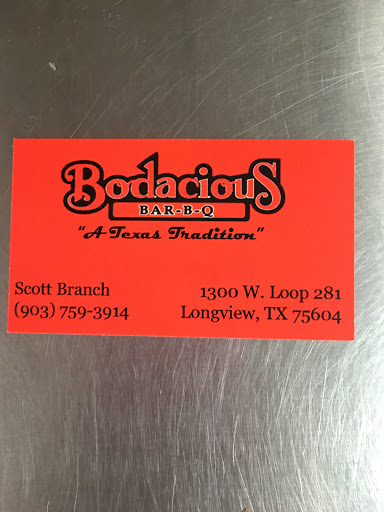 BodaciouS
BAR-B-Q
"A Texas Tradition"
Scott Branch
(903) 759-3914
1300 W. Loop 281
Longview, TX 75604